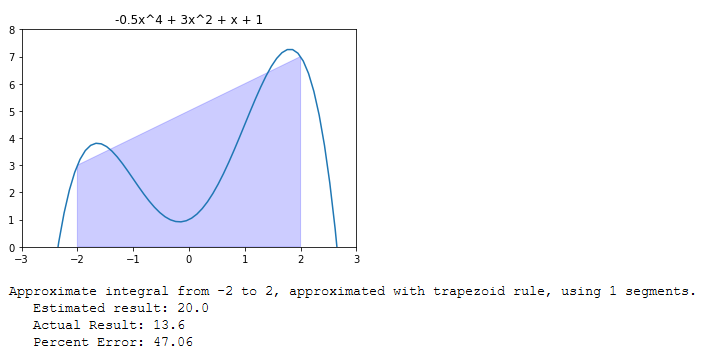 -0.5x^4 + 3x^2 + x + 1
8
7
6
5
4
3
2
1
0
−3 −2 −1 0 1 2 3
Approximate integral from -2 to 2, approximated with trapezoid rule, using 1 segments.
Estimated result: 20.0
Actual Result: 13.6
Percent Error: 47.06